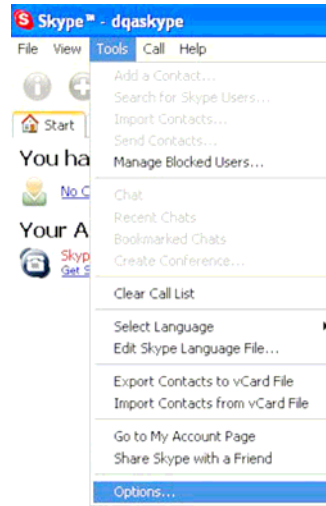 Skype™ - dqaskype
File View Tools Call Help
Add a Contact...
Search for Skype Users...
Import Contacts...
Send Contacts...
Manage Blocked Users...
Chat
Recent Chats
Bookmarked Chats
Create Conference...
Clear Call List
Select Language
Edit Skype Language File...
Export Contacts to vCard File
Import Contacts from vCard File
Go to My Account Page
Share Skype with a Friend
Options...
Start
You ha
No C
Your A
Skyp
Get S